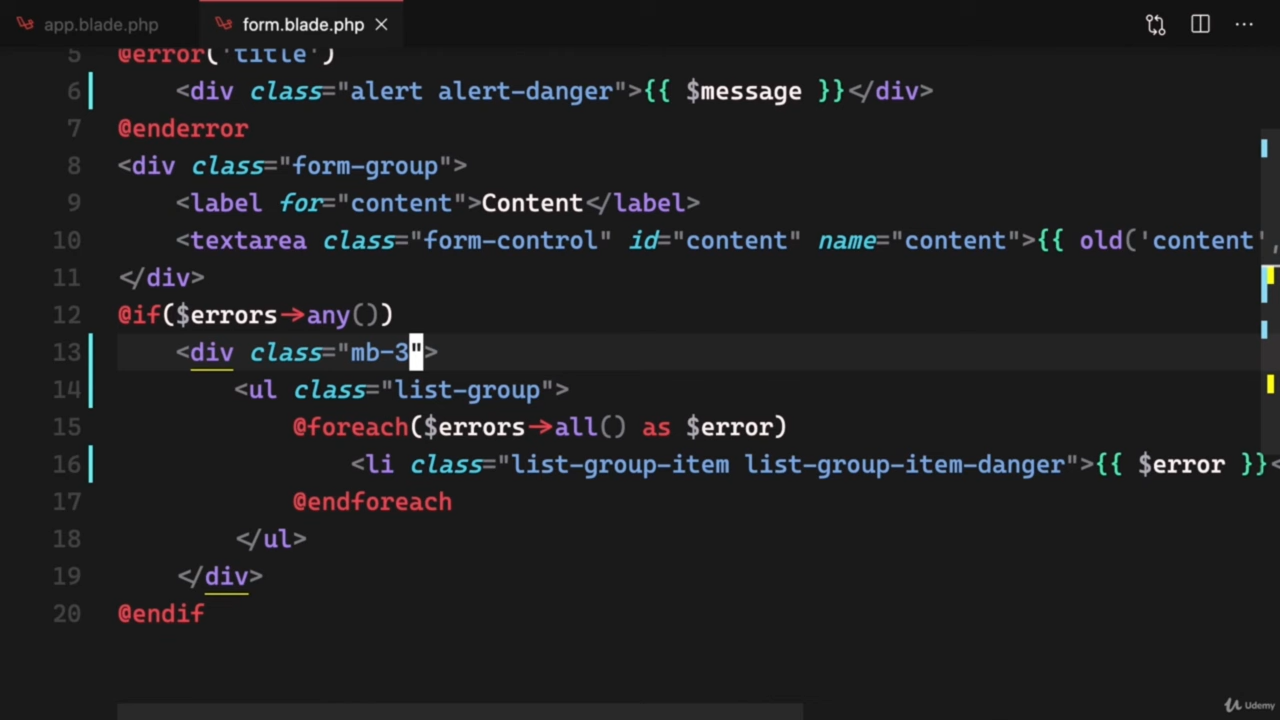 app.blade.php form.blade.php
5 @error('title')
6 <div class="alert alert-danger">{{ $message }}</div>
7 @enderror
8 <div class="form-group">
9 <label for="content">Content</label>
10 <textarea class="form-control" id="content" name="content">{{ old('content',
11 </div>
12 @if($errors->any())
13 <div class="mb-3">
14 <ul class="list-group">
15 @foreach($errors->all() as $error)
16 <li class="list-group-item list-group-item-danger">{{ $error }}<
17 @endforeach
18 </ul>
19 </div>
20 @endif
Udemy